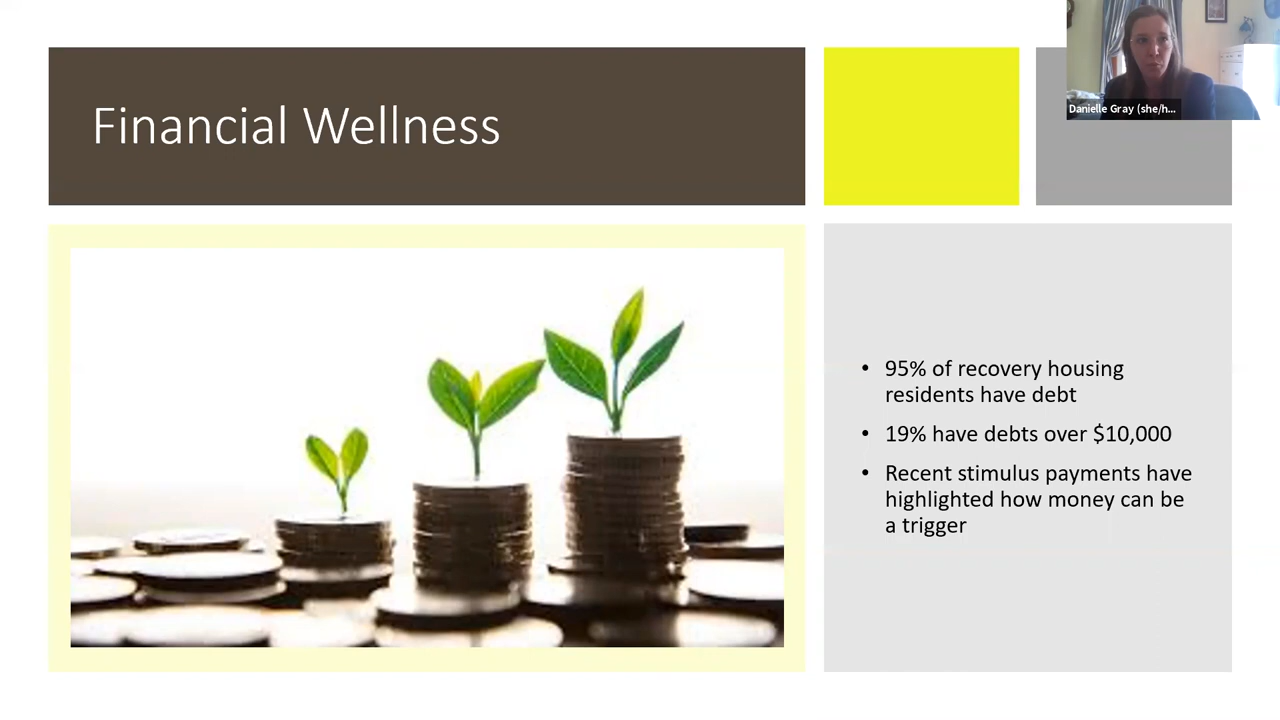 Financial Wellness
Danielle Gray (she/h...
• 95% of recovery housing
residents have debt
• 19% have debts over $10,000
• Recent stimulus payments have
highlighted how money can be
a trigger